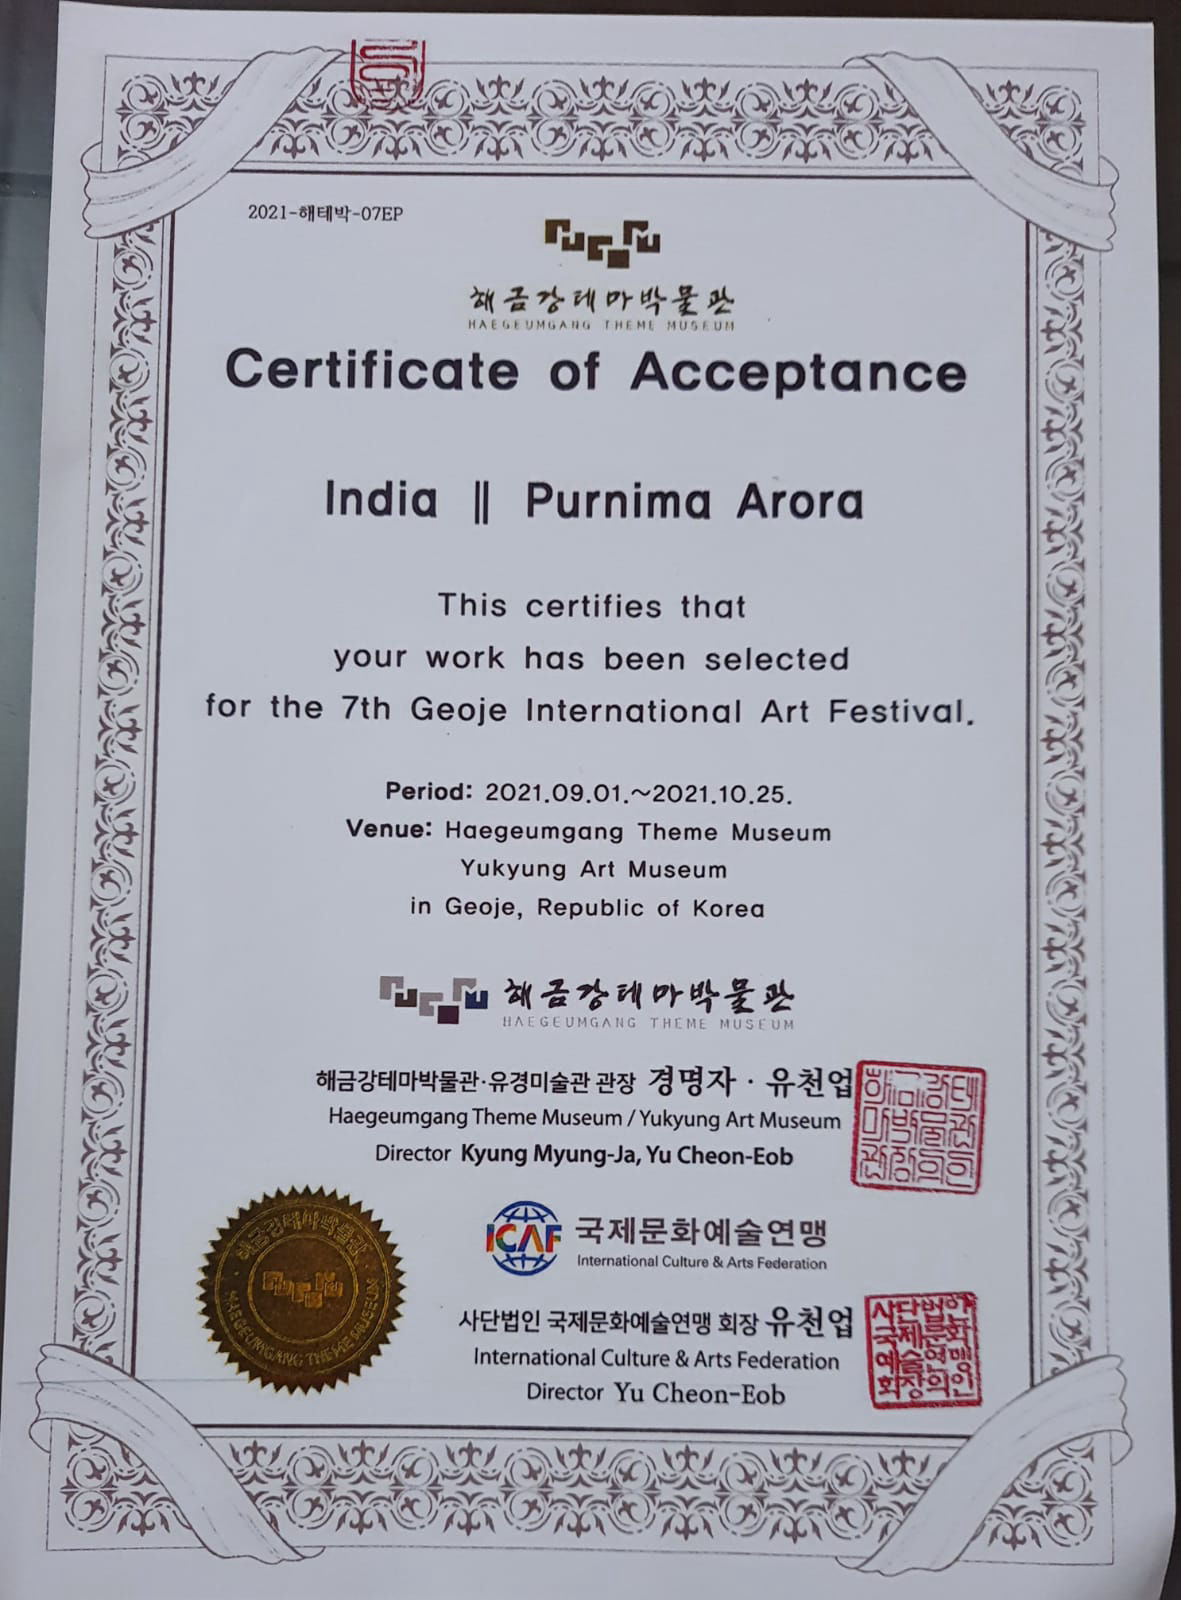 2021-해테박-07EP
해금강테마박물관
HAEGEUMGANG THEME MUSEUM
Certificate of Acceptance
India || Purnima Arora
This certifies that
your work has been selected
for the 7th Geoje International Art Festival.
Period: 2021.09.01.~2021.10.25.
Venue: Haegeumgang Theme Museum
Yukyung Art Museum
in Geoje, Republic of Korea
해금강테마박물관
HAEGEUMGANG THEME MUSEUM
해금강테마박물관·유경미술관 관장 경명자 · 유천업
Haegeumgang Theme Museum / Yukyung Art Museum
Director Kyung Myung-Ja, Yu Cheon-Eob
해금강테
마박물관
관장의인
해금강테마박물관
HAEGEUMGANG THEME MUSEUM
ICAF 국제문화예술연맹
International Culture & Arts Federation
사단법인 국제문화예술연맹 회장 유천업
International Culture & Arts Federation
Director Yu Cheon-Eob
사단법인
국제문화
예술연맹
회장의인